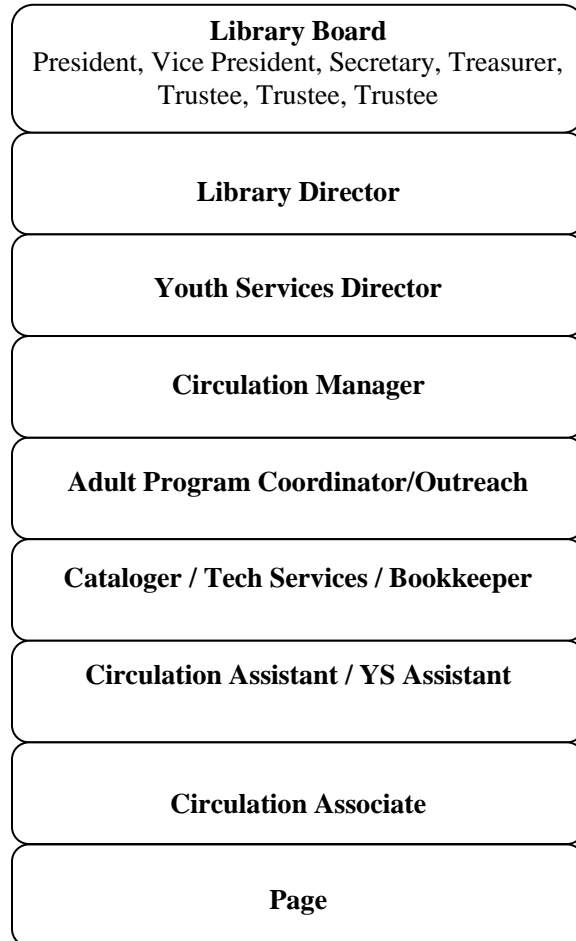 Library Board
President, Vice President, Secretary, Treasurer,
Trustee, Trustee, Trustee
Library Director
Youth Services Director
Circulation Manager
Adult Program Coordinator/Outreach
Cataloger / Tech Services / Bookkeeper
Circulation Assistant / YS Assistant
Circulation Associate
Page